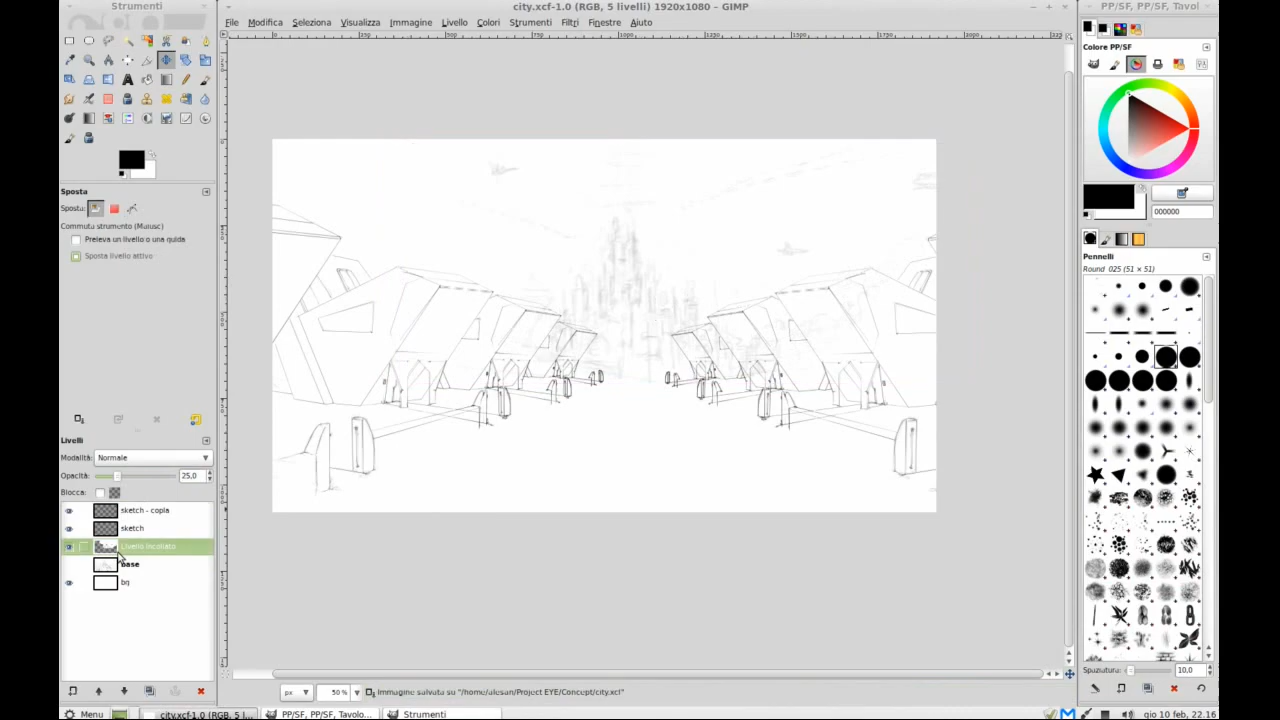 Strumenti
city.xcf-1.0 (RGB, 5 livelli) 1920x1080 – GIMP
PP/SF, PP/SF, Tavol
File Modifica Seleziona Visualizza Immagine Livello Colori Strumenti Filtri Finestre Aiuto
Colore PP/SF
Sposta
Sposta:
Commuta strumento (Maiusc)
Preleva un livello o una guida
Sposta livello attivo
000000
Pennelli
Round 025 (51 × 51)
Livelli
Modalità: Normale
Opacità: 25,0
Blocca:
sketch - copia
sketch
Livello incollato
base
bg
Spaziatura: 10,0
px 50 % Immagine salvata su "/home/alesan/Project EYE/Concept/city.xcf"
Menu city.xcf-1.0 (RGB, 5 l... PP/SF, PP/SF, Tavolo... Strumenti gio 10 feb, 22.16